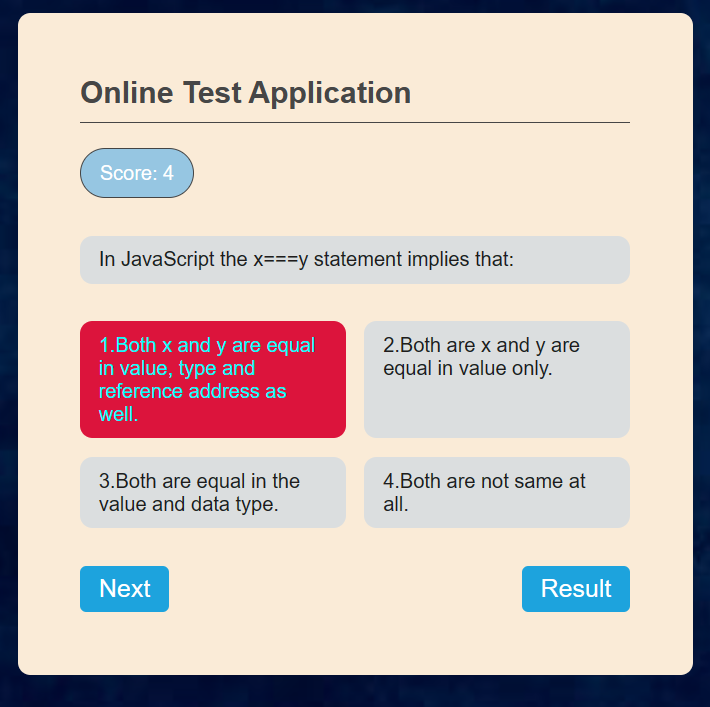 Online Test Application
Score: 4
In JavaScript the x===y statement implies that:
1.Both x and y are equal
in value, type and
reference address as
well.
2.Both are x and y are
equal in value only.
3.Both are equal in the
value and data type.
4.Both are not same at
all.
Next
Result